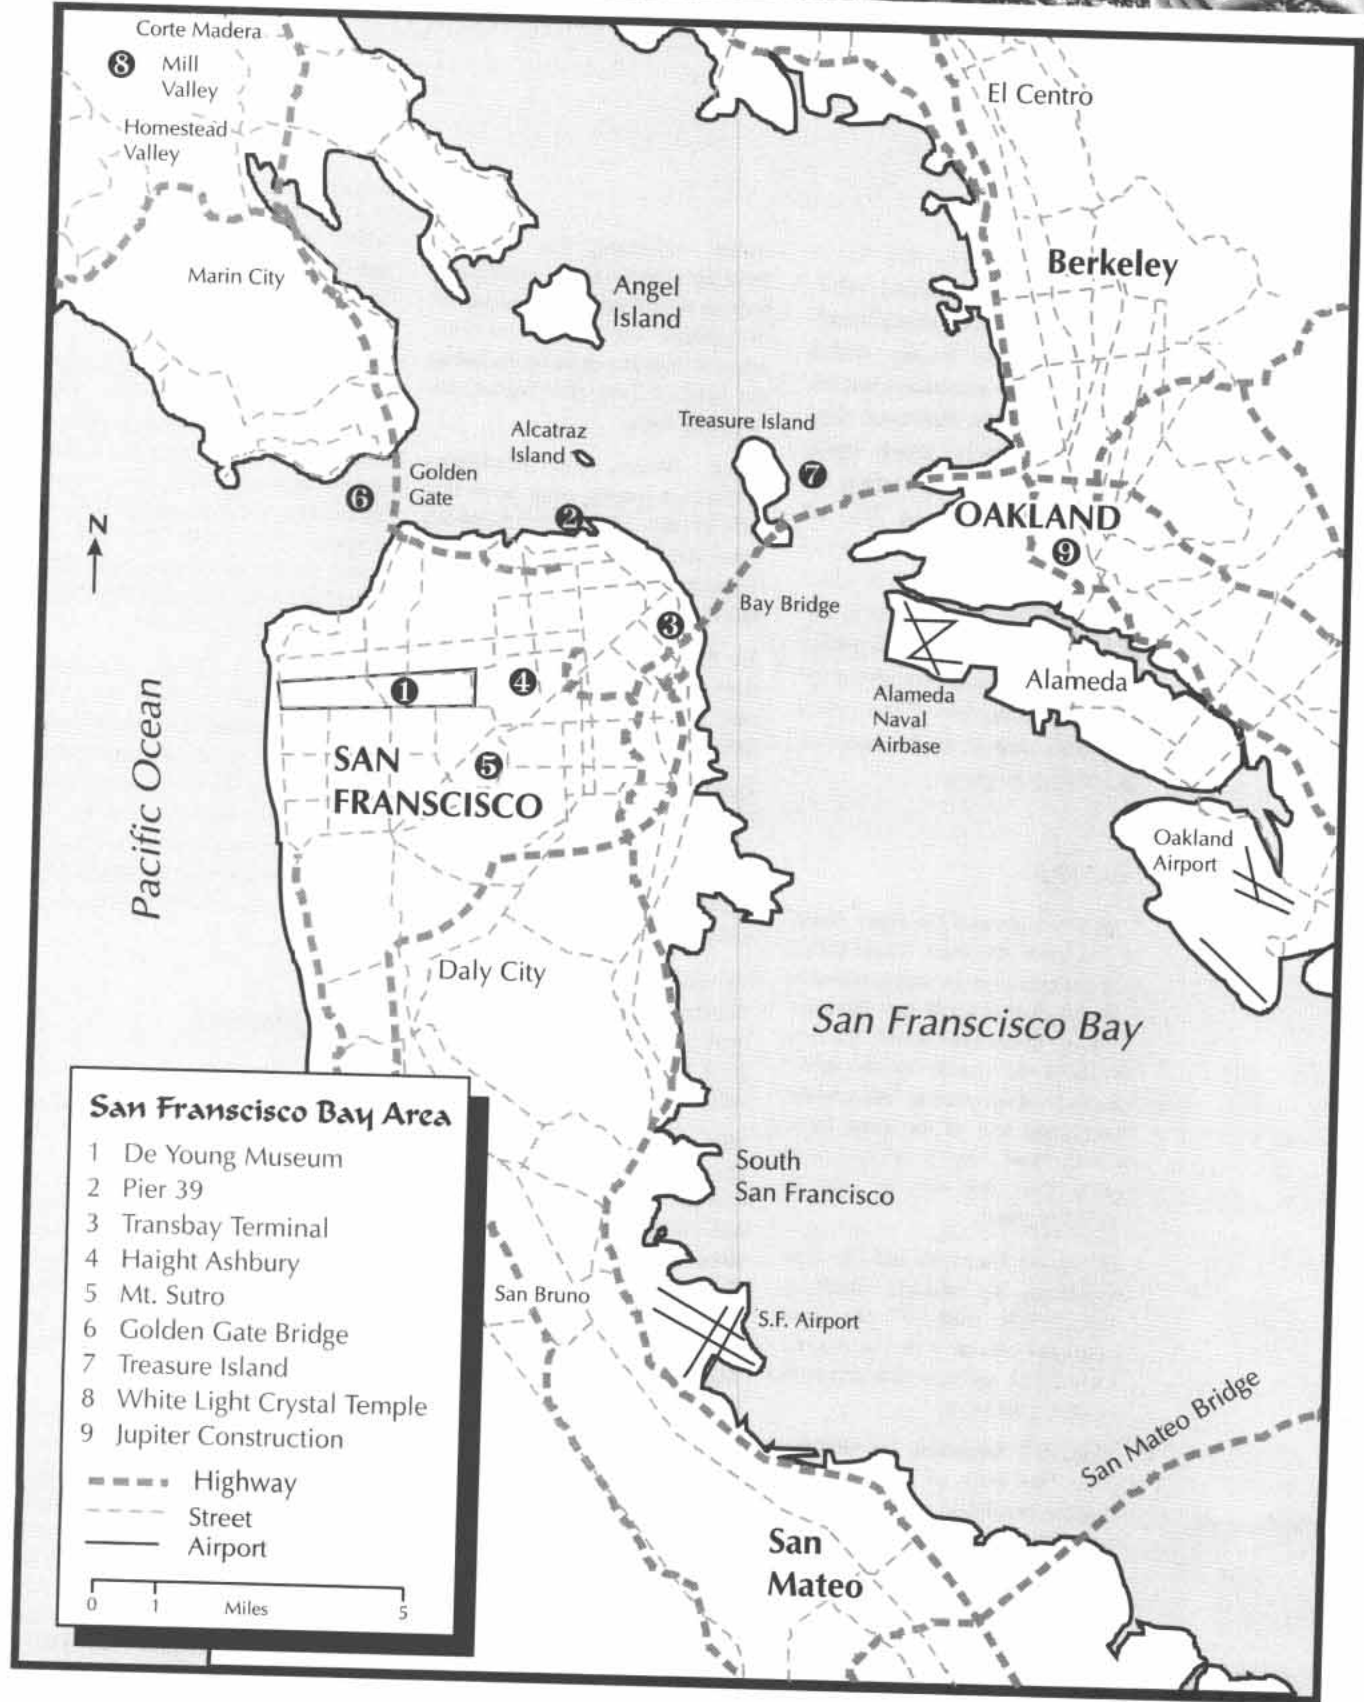 Corte Madera
8
Mill
Valley
Homestead
Valley
El Centro
Berkeley
Marin City
Angel
Island
Treasure Island
Alcatraz
Island
7
Golden
Gate
6
2
OAKLAND
9
N
Bay Bridge
3
1
4
Alameda
Alameda
Naval
Airbase
Pacific Ocean
SAN
FRANSCISCO
5
Oakland
Airport
Daly City
San Franscisco Bay
San Franscisco Bay Area
1 De Young Museum
2 Pier 39
3 Transbay Terminal
4 Haight Ashbury
5 Mt. Sutro
6 Golden Gate Bridge
7 Treasure Island
8 White Light Crystal Temple
9 Jupiter Construction
Highway
Street
Airport
0 1 Miles 5
South
San Francisco
San Bruno
S.F. Airport
San Mateo Bridge
San
Mateo